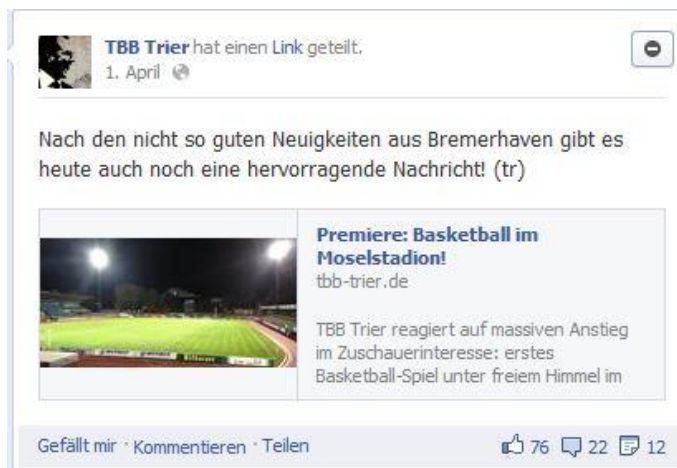 TBB Trier hat einen Link geteilt.
1. April
Nach den nicht so guten Neuigkeiten aus Bremerhaven gibt es
heute auch noch eine hervorragende Nachricht! (tr)
Premiere: Basketball im
Moselstadion!
tbb-trier.de
TBB Trier reagiert auf massiven Anstieg
im Zuschauerinteresse: erstes
Basketball-Spiel unter freiem Himmel im
Gefällt mir · Kommentieren · Teilen 76 22 12